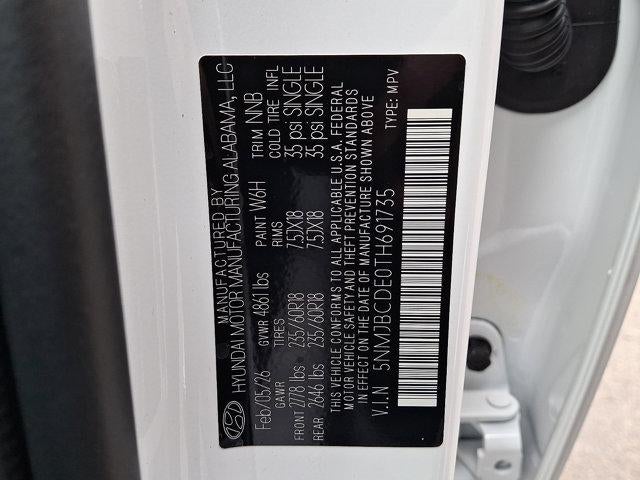 MANUFACTURED BY
HYUNDAI MOTOR MANUFACTURING ALABAMA, LLC
Feb/05/26 GVWR 4861 lbs PAINT W6H TRIM NNB
GAWR TIRES RIMS COLD TIRE INFL
FRONT 2778 lbs 235/60R18 7.5JX18 35 psi SINGLE
REAR 2646 lbs 235/60R18 7.5JX18 35 psi SINGLE
THIS VEHICLE CONFORMS TO ALL APPLICABLE U.S.A. FEDERAL
MOTOR VEHICLE SAFETY AND THEFT PREVENTION STANDARDS
IN EFFECT ON THE DATE OF MANUFACTURE SHOWN ABOVE
V.I.N 5NMJBCDE0TH691735 TYPE: MPV